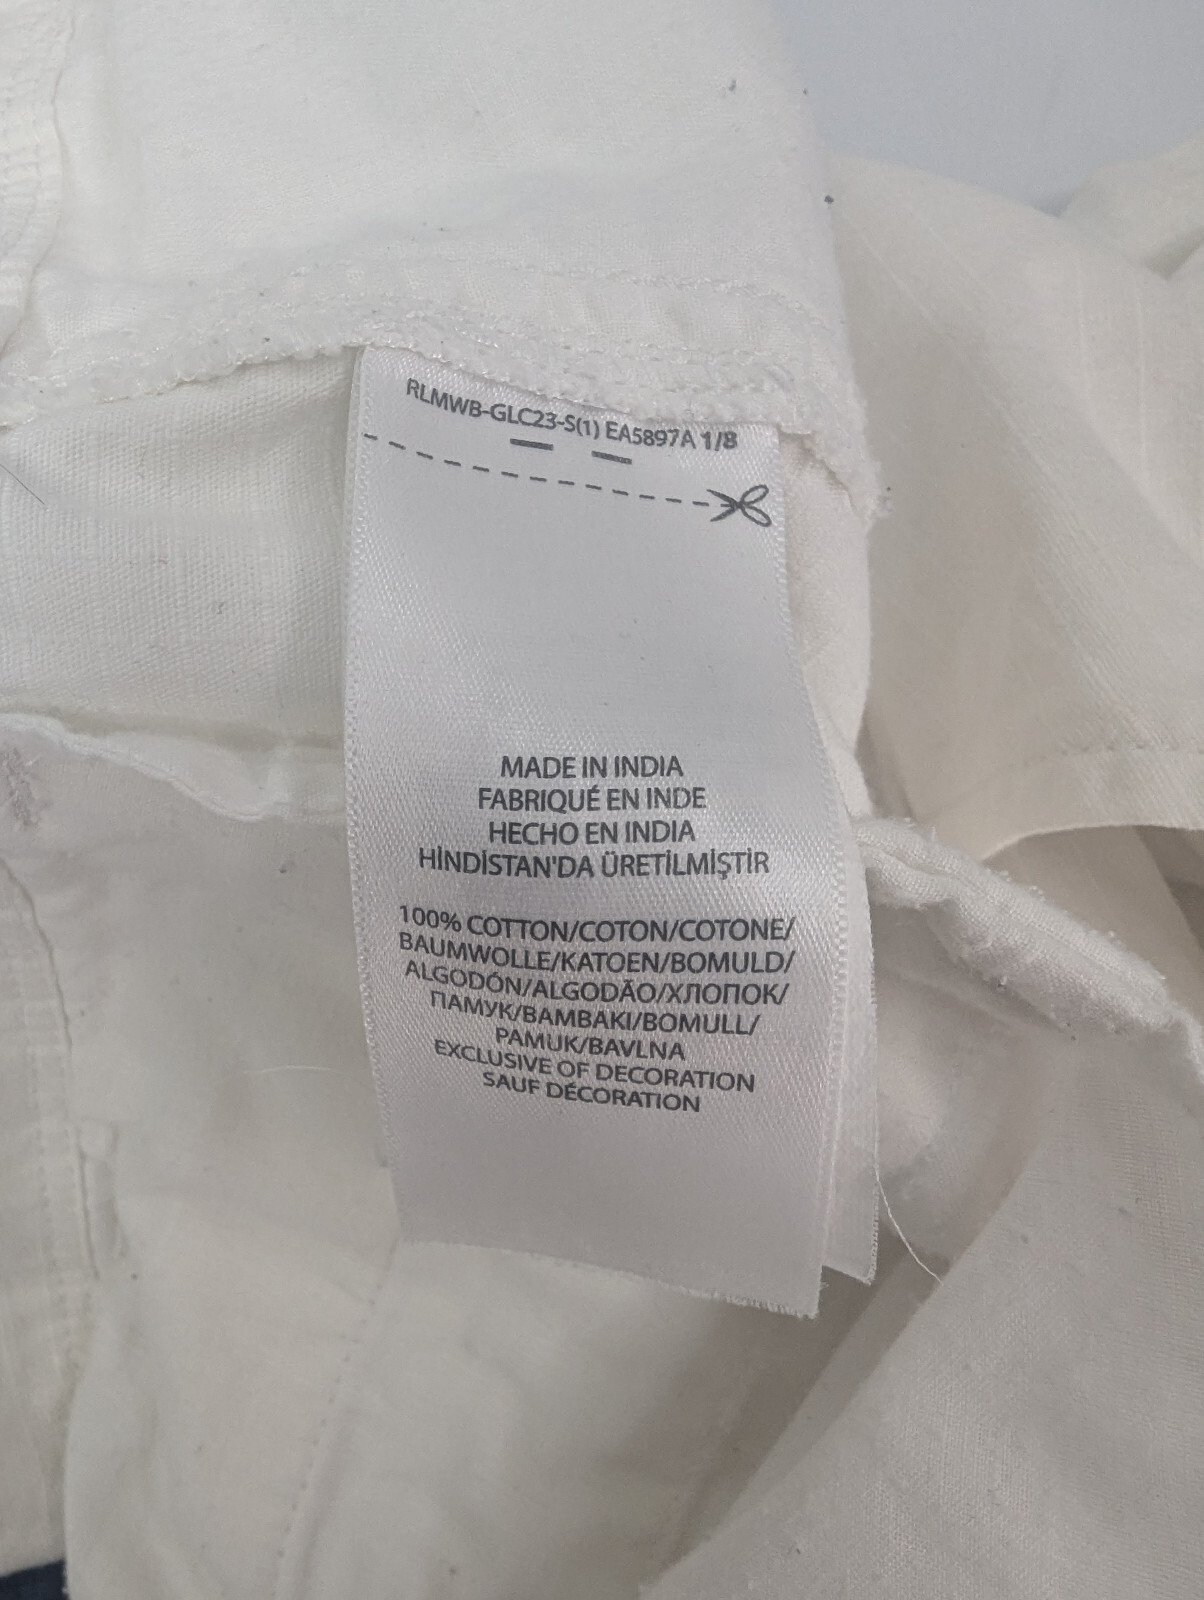 RLMWB-GLC23-S(1) EA5897A 1/8
MADE IN INDIA
FABRIQUÉ EN INDE
HECHO EN INDIA
HİNDİSTAN'DA ÜRETİLMİŞTİR
100% COTTON/COTON/COTONE/
BAUMWOLLE/KATOEN/BOMULD/
ALGODÓN/ALGODÃO/ХЛОПОК/
ПАМУК/BAMBAKI/BOMULL/
PAMUK/BAVLNA
EXCLUSIVE OF DECORATION
SAUF DÉCORATION